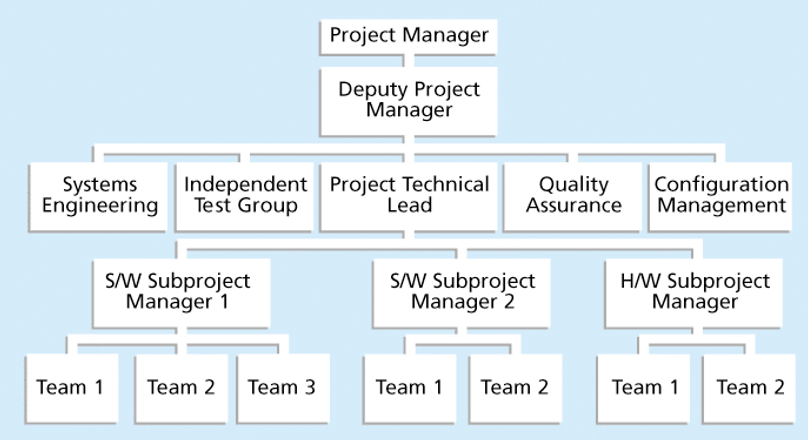 Project Manager
Deputy Project
Manager
Systems
Engineering
Independent
Test Group
Project Technical
Lead
Quality
Assurance
Configuration
Management
S/W Subproject
Manager 1
S/W Subproject
Manager 2
H/W Subproject
Manager
Team 1
Team 2
Team 3
Team 1
Team 2
Team 1
Team 2